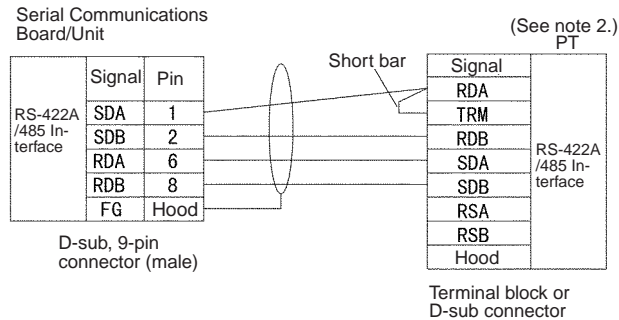 Serial Communications
Board/Unit
(See note 2.)
PT
Short bar
Signal Pin
Signal
RDA
RS-422A
/485 In-
terface
SDA 1
TRM
SDB 2
RDB
RS-422A
/485 In-
terface
RDA 6
SDA
RDB 8
SDB
FG Hood
RSA
RSB
Hood
D-sub, 9-pin
connector (male)
Terminal block or
D-sub connector